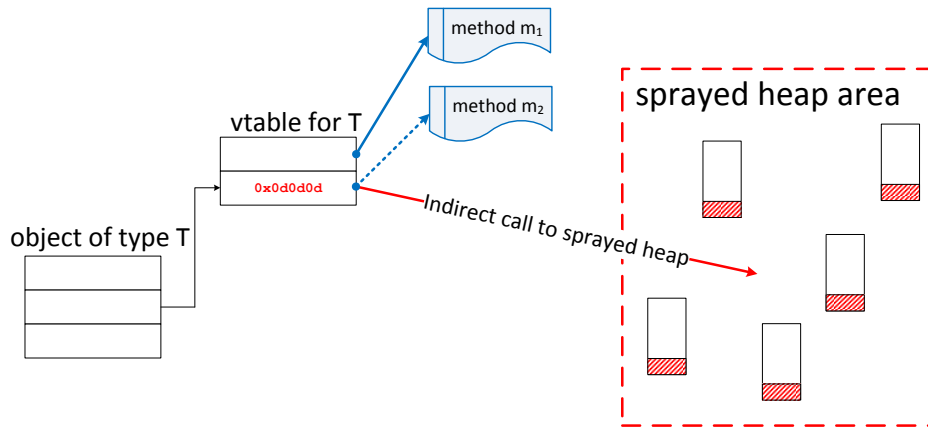 method m₁
sprayed heap area
method m₂
vtable for T
0x0d0d0d
Indirect call to sprayed heap
object of type T